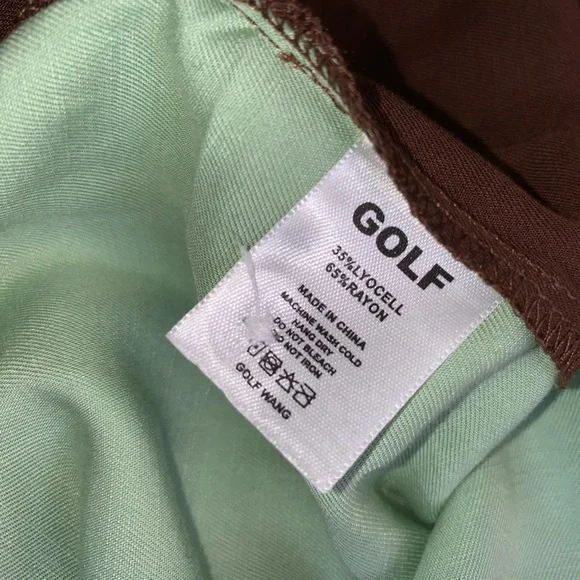 GOLF
35%LYOCELL
65%RAYON
MADE IN CHINA
MACHINE WASH COLD
HANG DRY
DO NOT BLEACH
DO NOT IRON
GOLF WANG